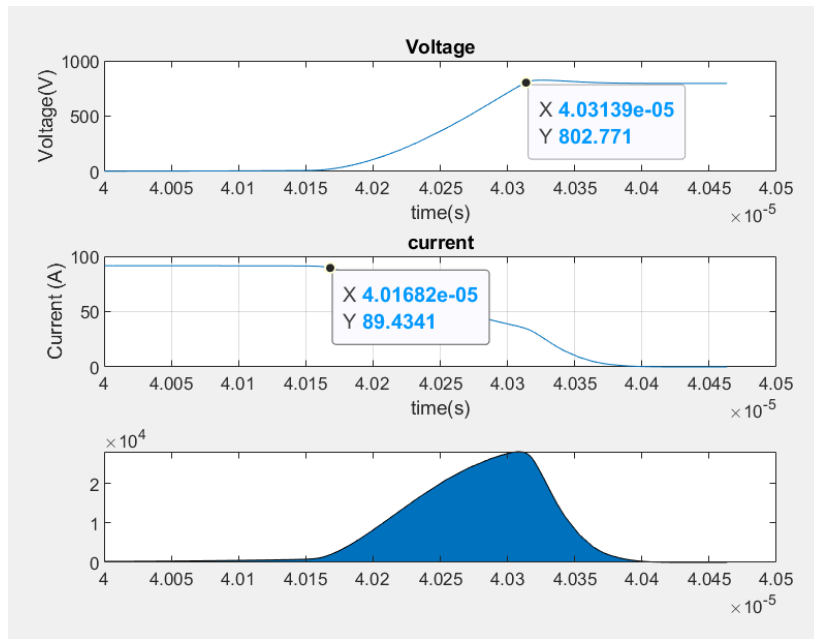 Voltage
1000
500
0
Voltage(V)
X 4.03139e-05
Y 802.771
4 4.005 4.01 4.015 4.02 4.025 4.03 4.035 4.04 4.045 4.05
time(s)
×10⁻⁵
current
100
50
0
Current (A)
X 4.01682e-05
Y 89.4341
4 4.005 4.01 4.015 4.02 4.025 4.03 4.035 4.04 4.045 4.05
time(s)
×10⁻⁵
×10⁴
2
1
0
4 4.005 4.01 4.015 4.02 4.025 4.03 4.035 4.04 4.045 4.05
×10⁻⁵